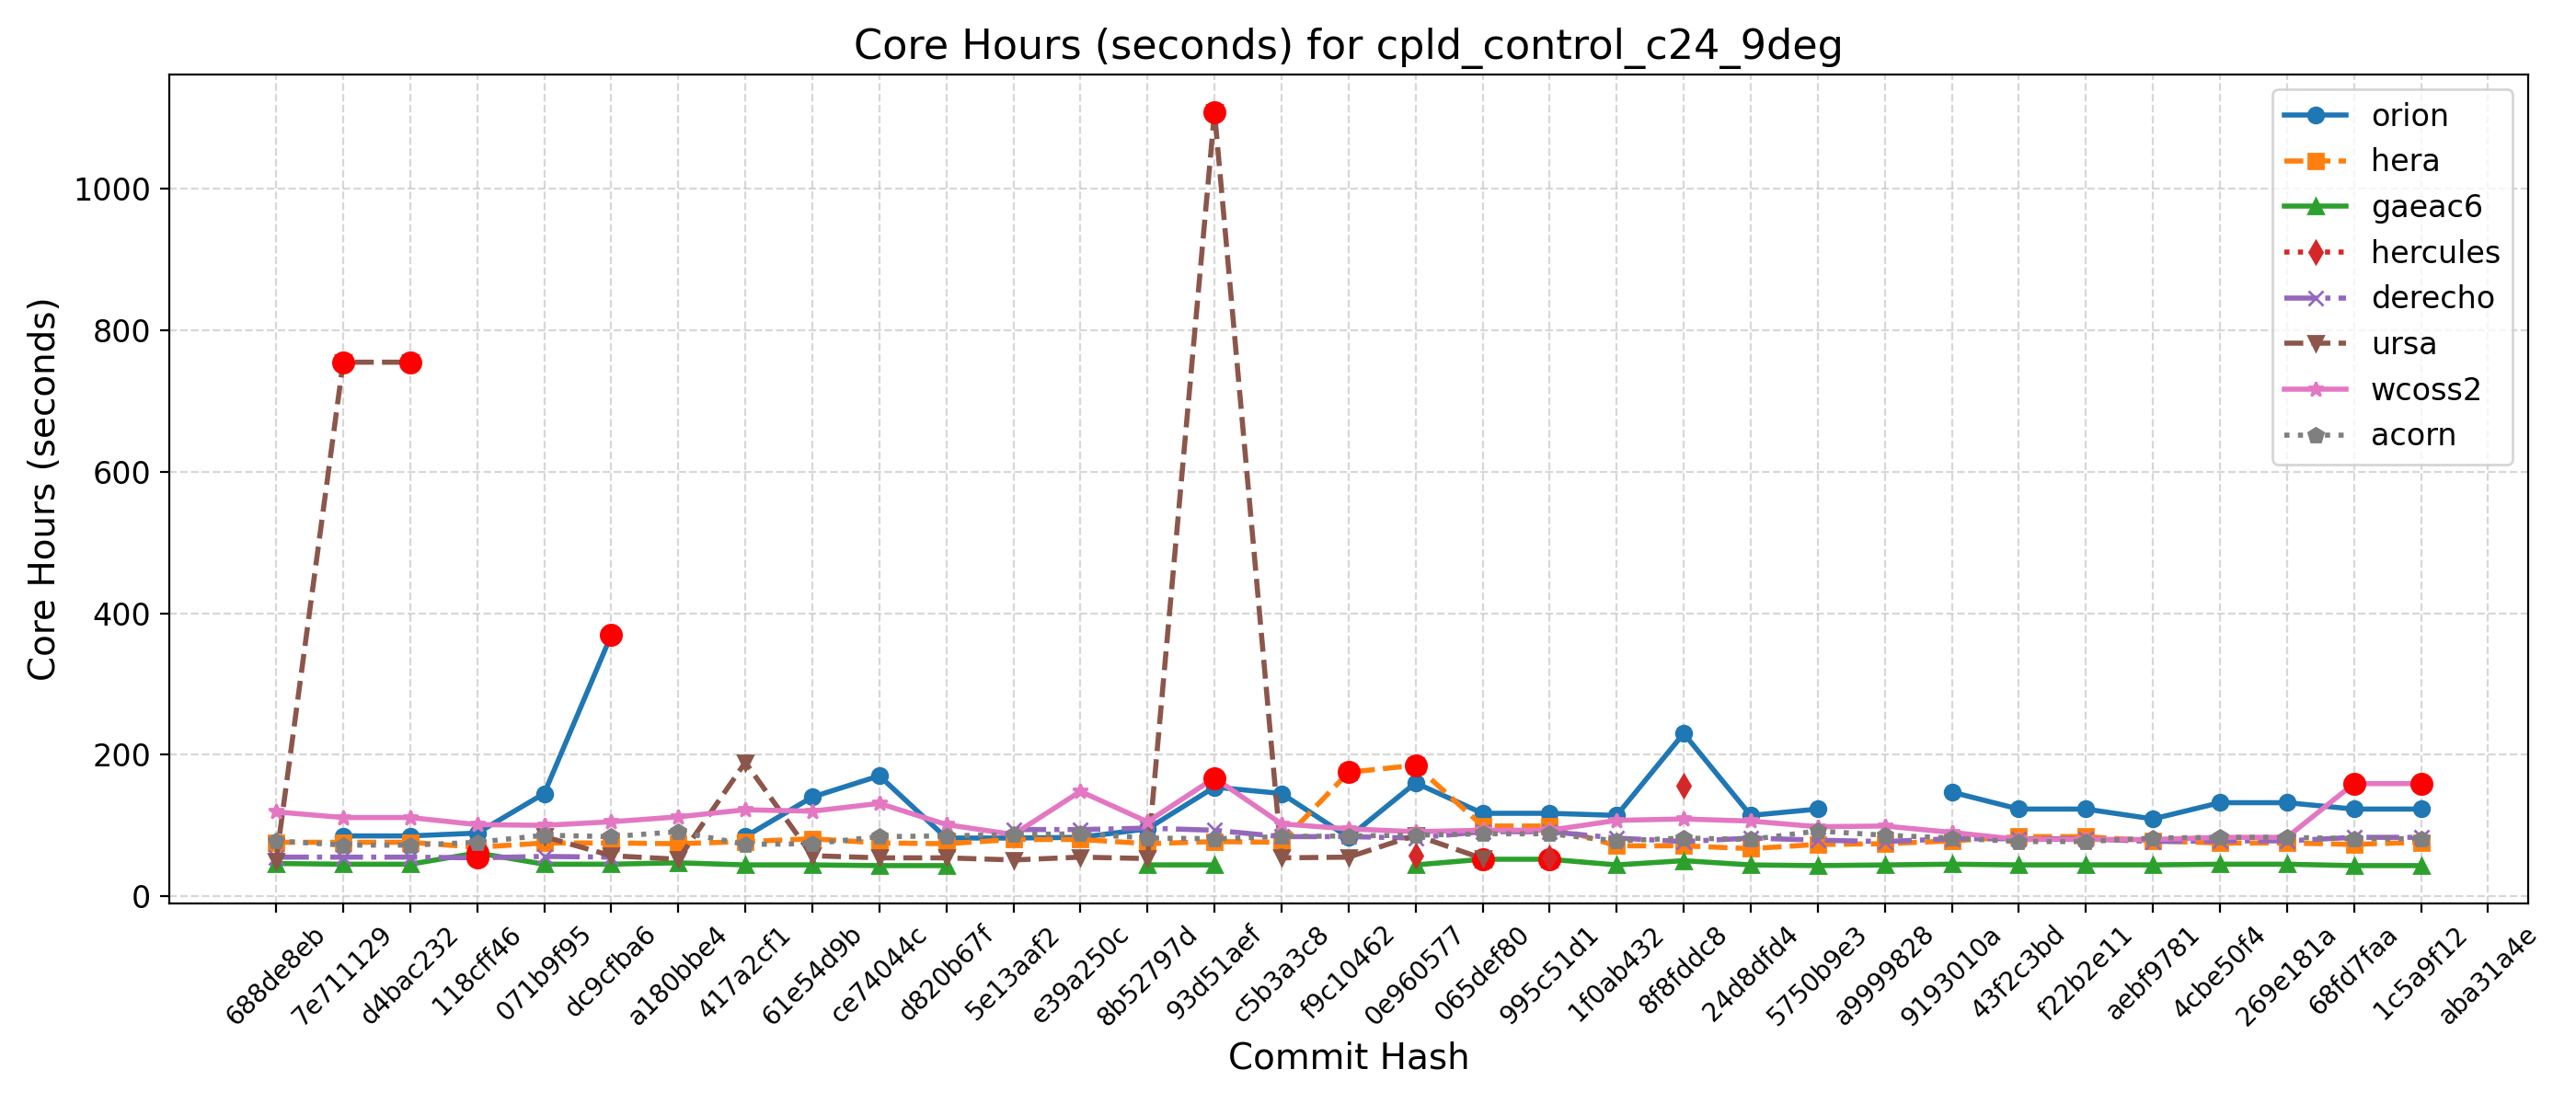 Core Hours (seconds) for cpld_control_c24_9deg
Core Hours (seconds)
1000
800
600
400
200
0
orion
hera
gaeac6
hercules
derecho
ursa
wcoss2
acorn
688de8eb
7e711129
d4bac232
118cff46
071b9f95
dc9cfba6
a180bbe4
417a2cf1
61e54d9b
ce74044c
d820b67f
5e13aaf2
e39a250c
8b52797d
93d51aef
c5b3a3c8
f9c10462
0e960577
065def80
995c51d1
1f0ab432
8f8fddc8
24d8dfd4
5750b9e3
a9999828
9193010a
43f2c3bd
f22b2e11
aebf9781
4cbe50f4
269e181a
68fd7faa
1c5a9f12
aba31a4e
Commit Hash